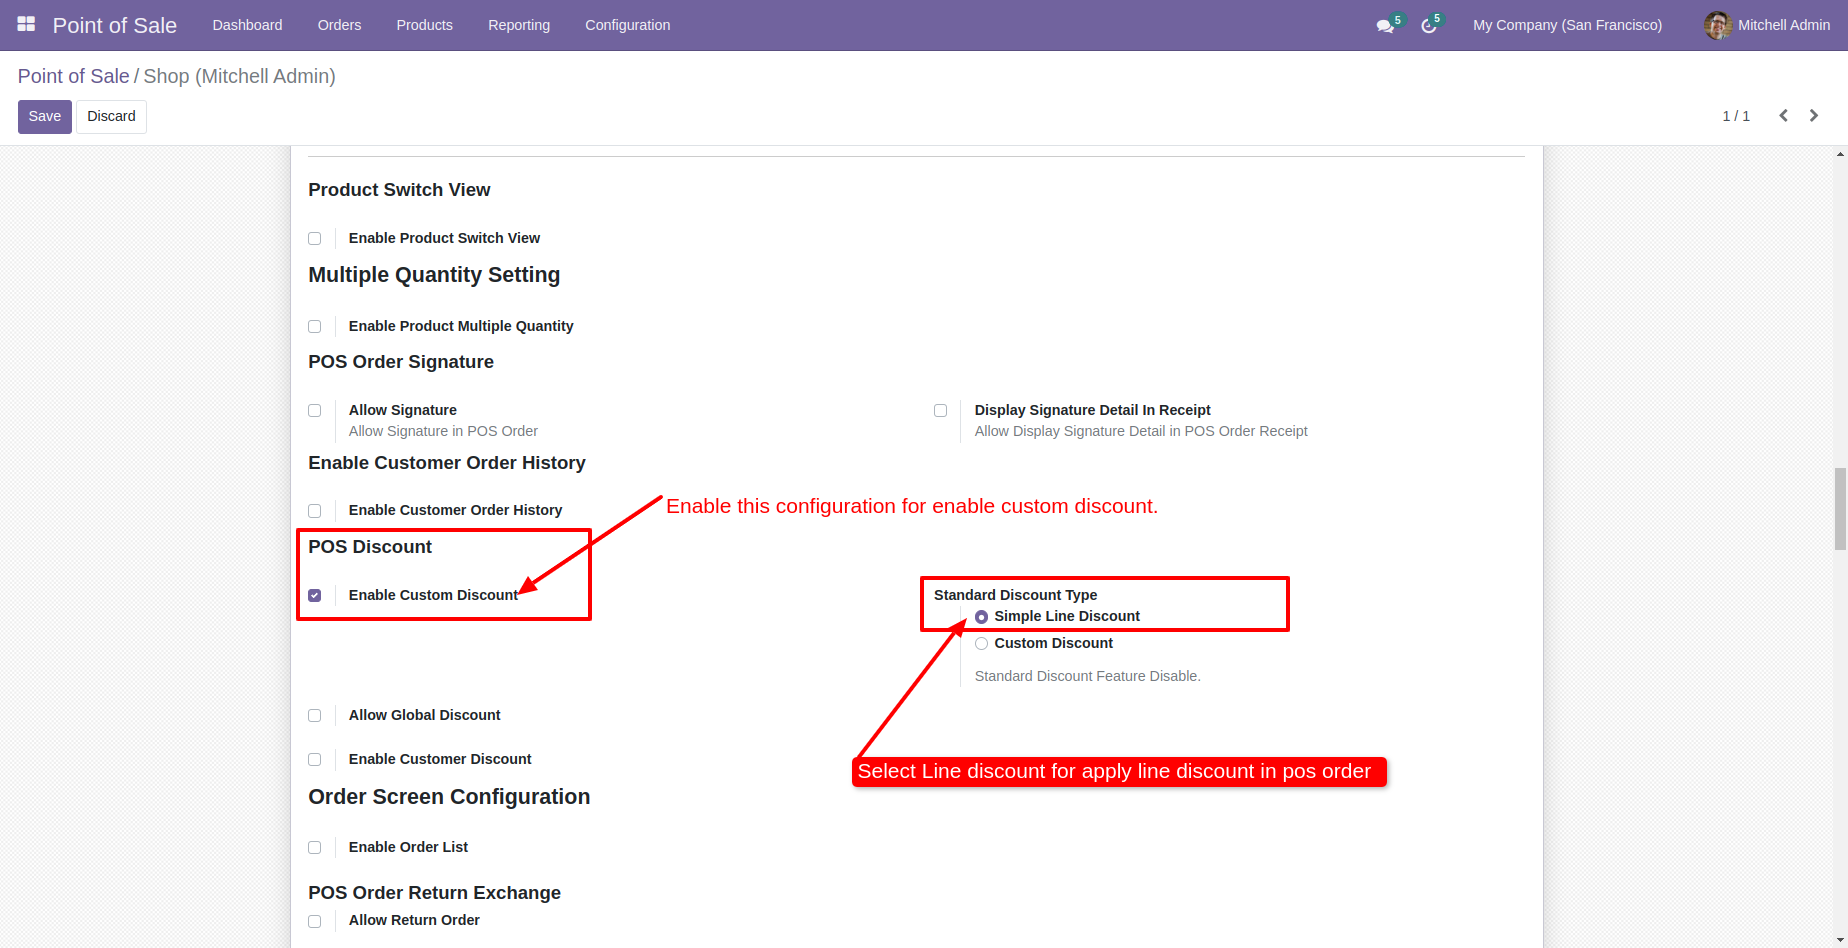 Point of Sale Dashboard Orders Products Reporting Configuration 5 5 My Company (San Francisco) Mitchell Admin
Point of Sale / Shop (Mitchell Admin)
Save Discard 1 / 1
Product Switch View
Enable Product Switch View
Multiple Quantity Setting
Enable Product Multiple Quantity
POS Order Signature
Allow Signature Display Signature Detail In Receipt
Allow Signature in POS Order Allow Display Signature Detail in POS Order Receipt
Enable Customer Order History
Enable Customer Order History
Enable this configuration for enable custom discount.
POS Discount
Enable Custom Discount Standard Discount Type
Simple Line Discount
Custom Discount
Standard Discount Feature Disable.
Allow Global Discount
Enable Customer Discount
Select Line discount for apply line discount in pos order
Order Screen Configuration
Enable Order List
POS Order Return Exchange
Allow Return Order